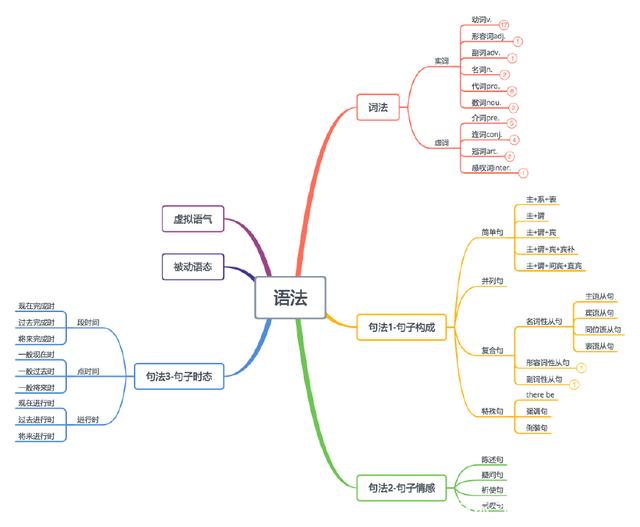 语法
词法
实词
动词v.
17
形容词adj.
1
副词adv.
1
名词n.
2
代词pro.
8
数词nou.
2
虚词
介词pre.
5
连词conj.
4
冠词art.
2
感叹词inter.
1
句法1-句子构成
简单句
主+系+表
主+谓
主+谓+宾
主+谓+宾+宾补
主+谓+间宾+直宾
并列句
复合句
名词性从句
主语从句
宾语从句
同位语从句
表语从句
形容词性从句
副词性从句
特殊句
there be
强调句
倒装句
句法2-句子情感
陈述句
疑问句
祈使句
感叹句
虚拟语气
被动语态
句法3-句子时态
段时间
现在完成时
过去完成时
将来完成时
点时间
一般现在时
一般过去时
一般将来时
进行时
现在进行时
过去进行时
将来进行时